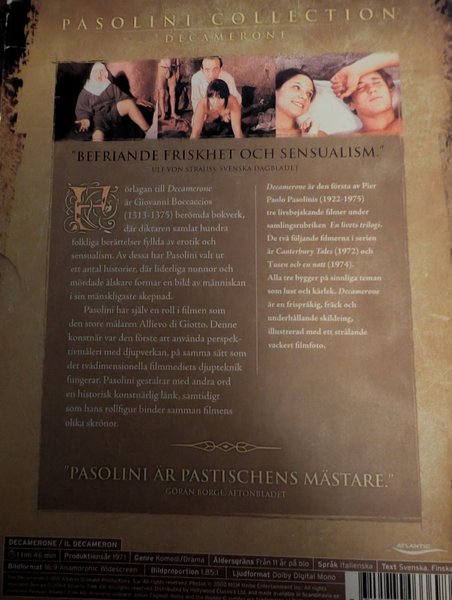 PASOLINI COLLECTION
DECAMERONE
"BEFRIANDE FRISKHET OCH SENSUALISM."
ULF VON STRAUSS, SVENSKA DAGBLADET
Förlagan till Decamerone
är Giovanni Boccaccios
(1313-1375) berömda bokverk,
där diktaren samlat hundra
folkliga berättelser fyllda av erotik och
sensualism. Av dessa har Pasolini valt ut
ett antal historier, där liderliga nunnor och
mördade älskare formar en bild av människan
i sin mänskligaste skepnad.
Pasolini har själv en roll i filmen som
den store målaren Allievo di Giotto. Denne
konstnär var den förste att använda perspek-
tivmåleri med djupverkan, på samma sätt som
det tvådimensionella filmmediets djupteknik
fungerar. Pasolini gestaltar med andra ord
en historisk konstnärlig länk, samtidigt
som hans rollfigur binder samman filmens
olika skrönor.
Decamerone är den första av Pier
Paolo Pasolinis (1922-1975)
tre livsbejakande filmer under
samlingsrubriken En livets trilogi.
De två följande filmerna i serien
är Canterbury Tales (1972) och
Tusen och en natt (1974).
Alla tre bygger på sinnliga teman
som lust och kärlek. Decamerone
är en frispråkig, fräck och
underhållande skildring,
illustrerad med ett strålande
vackert filmfoto.
"PASOLINI ÄR PASTISCHENS MÄSTARE."
GÖRAN BORGE, AFTONBLADET
DECAMERONE / IL DECAMERON
ATLANTIC
1 tim 46 min Produktionsår 1971 Genre Komedi/Drama Åldersgräns Från 11 år på bio Språk Italienska Text Svenska, Finska
Bildformat 16:9 Anamorphic Widescreen Bildproportion 1.85:1 Ljudformat Dolby Digital Mono